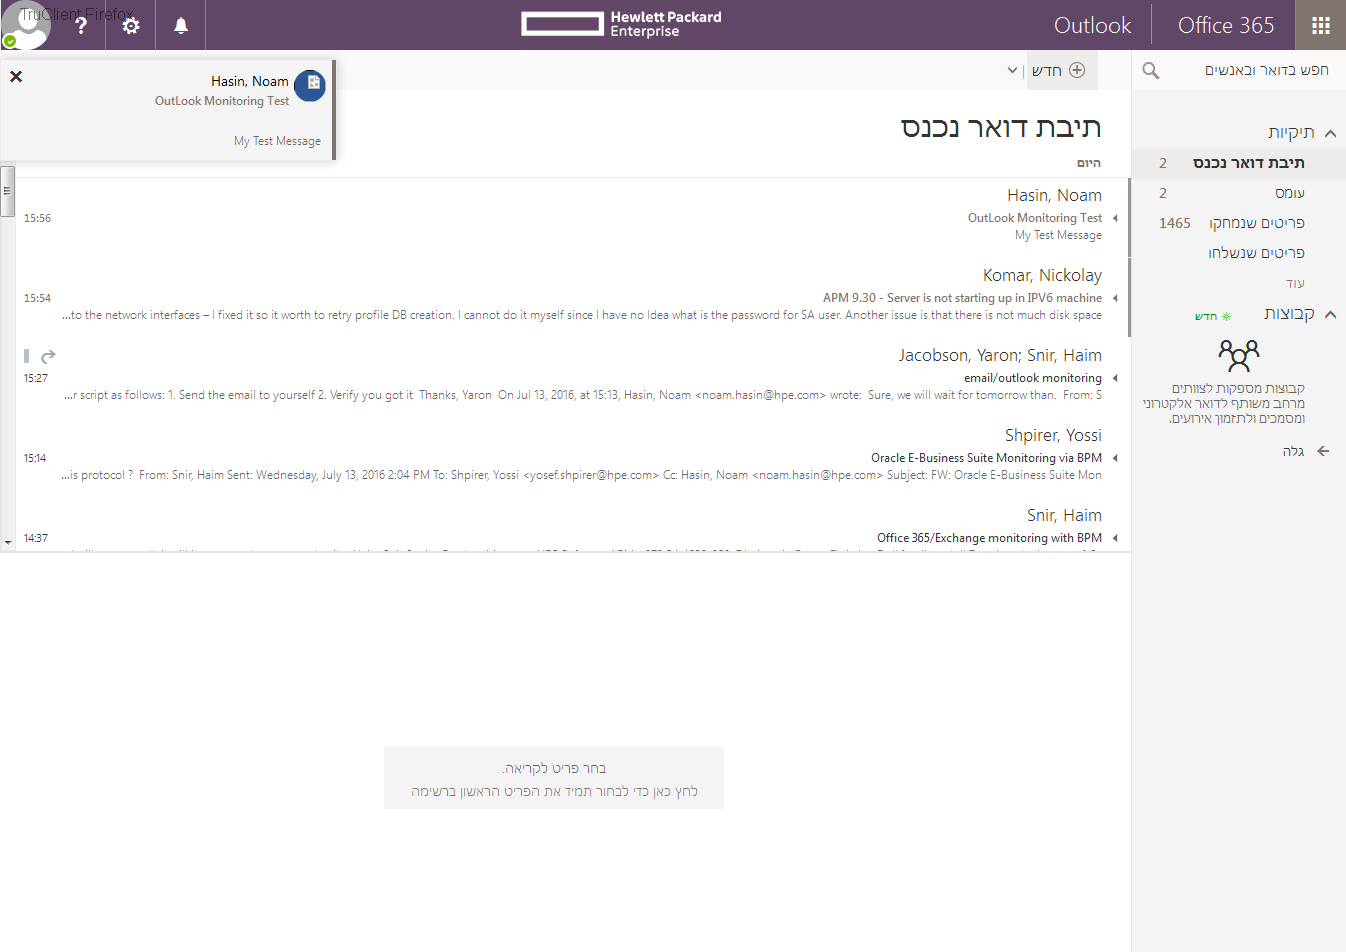 TruClient Firefox
?
Hewlett Packard
Enterprise
Outlook
Office 365
Hasin, Noam
OutLook Monitoring Test
My Test Message
חדש
חפש בדואר ובאנשים
תיבת דואר נכנס
היום
Hasin, Noam
OutLook Monitoring Test
15:56
My Test Message
Komar, Nickolay
APM 9.30 - Server is not starting up in IPV6 machine
15:54
...to the network interfaces – I fixed it so it worth to retry profile DB creation. I cannot do it myself since I have no Idea what is the password for SA user. Another issue is that there is not much disk space
Jacobson, Yaron; Snir, Haim
email/outlook monitoring
15:27
...r script as follows: 1. Send the email to yourself 2. Verify you got it Thanks, Yaron On Jul 13, 2016, at 15:13, Hasin, Noam <noam.hasin@hpe.com> wrote: Sure, we will wait for tomorrow than. From: S
Shpirer, Yossi
Oracle E-Business Suite Monitoring via BPM
15:14
...is protocol ? From: Snir, Haim Sent: Wednesday, July 13, 2016 2:04 PM To: Shpirer, Yossi <yosef.shpirer@hpe.com> Cc: Hasin, Noam <noam.hasin@hpe.com> Subject: FW: Oracle E-Business Suite Mon
Snir, Haim
Office 365/Exchange monitoring with BPM
14:37
תיקיות
תיבת דואר נכנס 2
עומס 2
פריטים שנמחקו 1465
פריטים שנשלחו
עוד
קבוצות חדש
קבוצות מספקות לצוותים
מרחב משותף לדואר אלקטרוני
ומסמכים ולתזמון אירועים.
גלה
בחר פריט לקריאה.
לחץ כאן כדי לבחור תמיד את הפריט הראשון ברשימה